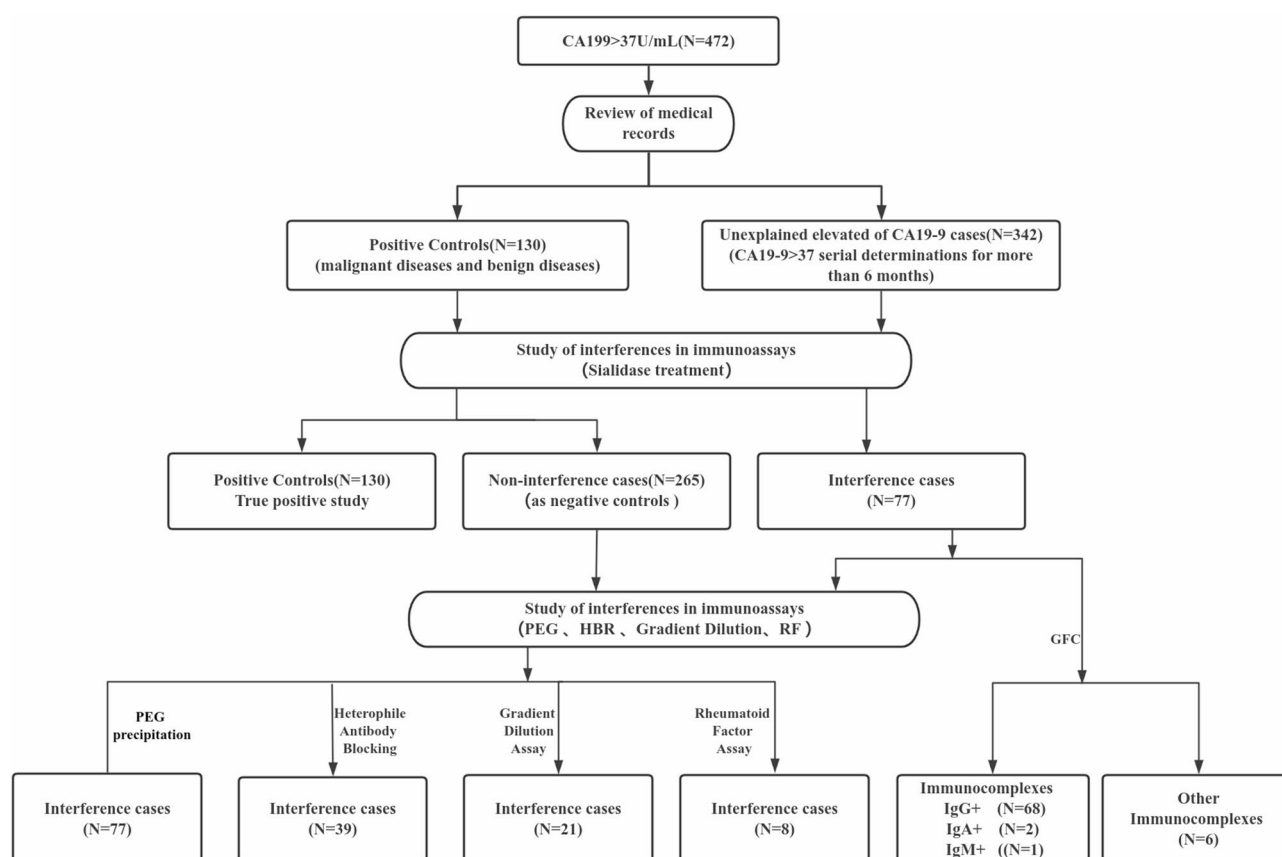 CA199>37U/mL(N=472)
Review of medical
records
Positive Controls(N=130)
(malignant diseases and benign diseases)
Unexplained elevated of CA19-9 cases(N=342)
(CA19-9>37 serial determinations for more
than 6 months)
Study of interferences in immunoassays
（Sialidase treatment）
Positive Controls(N=130)
True positive study
Non-interference cases(N=265)
（as negative controls ）
Interference cases
(N=77)
Study of interferences in immunoassays
（PEG 、HBR 、Gradient Dilution、RF ）
GFC
PEG
precipitation
Heterophile
Antibody
Blocking
Gradient
Dilution
Assay
Rheumatoid
Factor
Assay
Interference cases
(N=77)
Interference cases
(N=39)
Interference cases
(N=21)
Interference cases
(N=8)
Immunocomplexes
IgG+ (N=68)
IgA+ (N=2)
IgM+ ((N=1)
Other
Immunocomplexes
(N=6)